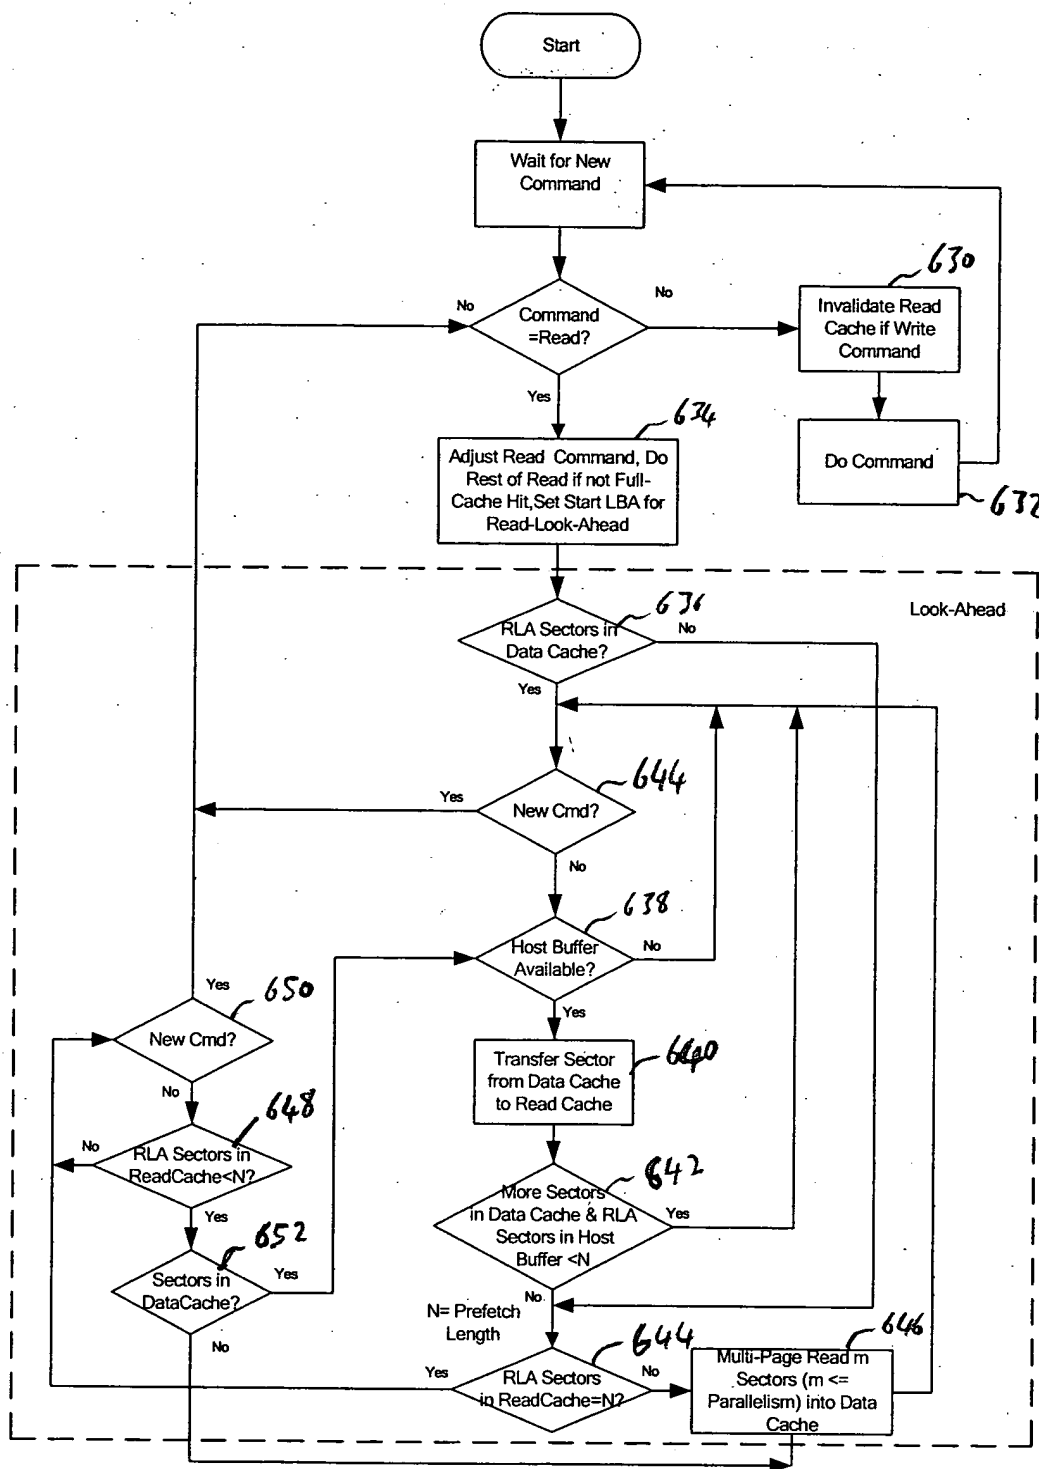 Start
Wait for New
Command
630
No
No
Command
=Read?
Invalidate Read
Cache if Write
Command
Yes
634
Adjust Read Command, Do
Rest of Read if not Full-
Cache Hit,Set Start LBA for
Read-Look-Ahead
Do Command
632
636
Look-Ahead
RLA Sectors in
Data Cache?
No
Yes
644
Yes
New Cmd?
No
638
Host Buffer
Available?
No
Yes
Yes
650
New Cmd?
No
Transfer Sector
from Data Cache
to Read Cache
640
648
No
RLA Sectors in
ReadCache<N?
Yes
642
More Sectors
in Data Cache & RLA
Sectors in Host
Buffer <N
Yes
652
Sectors in
DataCache?
Yes
No
No
N= Prefetch
Length
644
646
Yes
RLA Sectors
in ReadCache=N?
No
Multi-Page Read m
Sectors (m <=
Parallelism) into Data
Cache